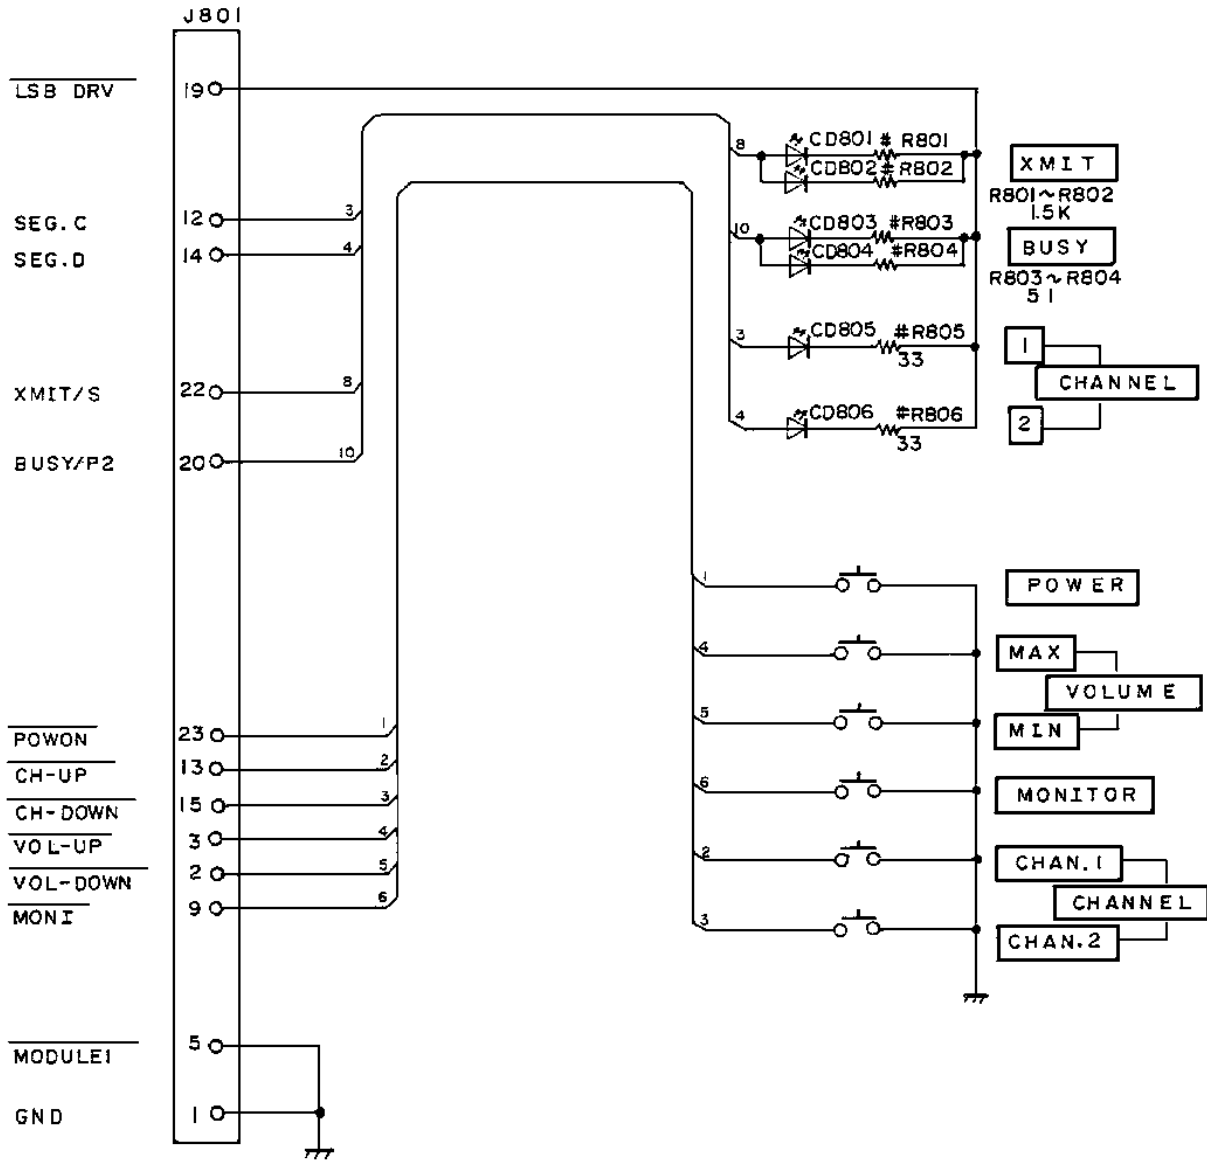 J801
LSB DRV 19
8 CD801 # R801
CD802 # R802
XMIT
R801~R802
1.5K
SEG.C 12 3
10 CD803 #R803
CD804 #R804
BUSY
R803~R804
51
SEG.D 14 4
3 CD805 #R805
33
1
CHANNEL
XMIT/S 22 8
4 CD806 #R806
33
2
BUSY/P2 20 10
1 POWER
4 MAX
VOLUME
5 MIN
POWON 23 1
CH-UP 13 2
6 MONITOR
CH-DOWN 15 3
VOL-UP 3 4
2 CHAN.1
VOL-DOWN 2 5
CHANNEL
MONI 9 6
3 CHAN.2
MODULE1 5
GND 1